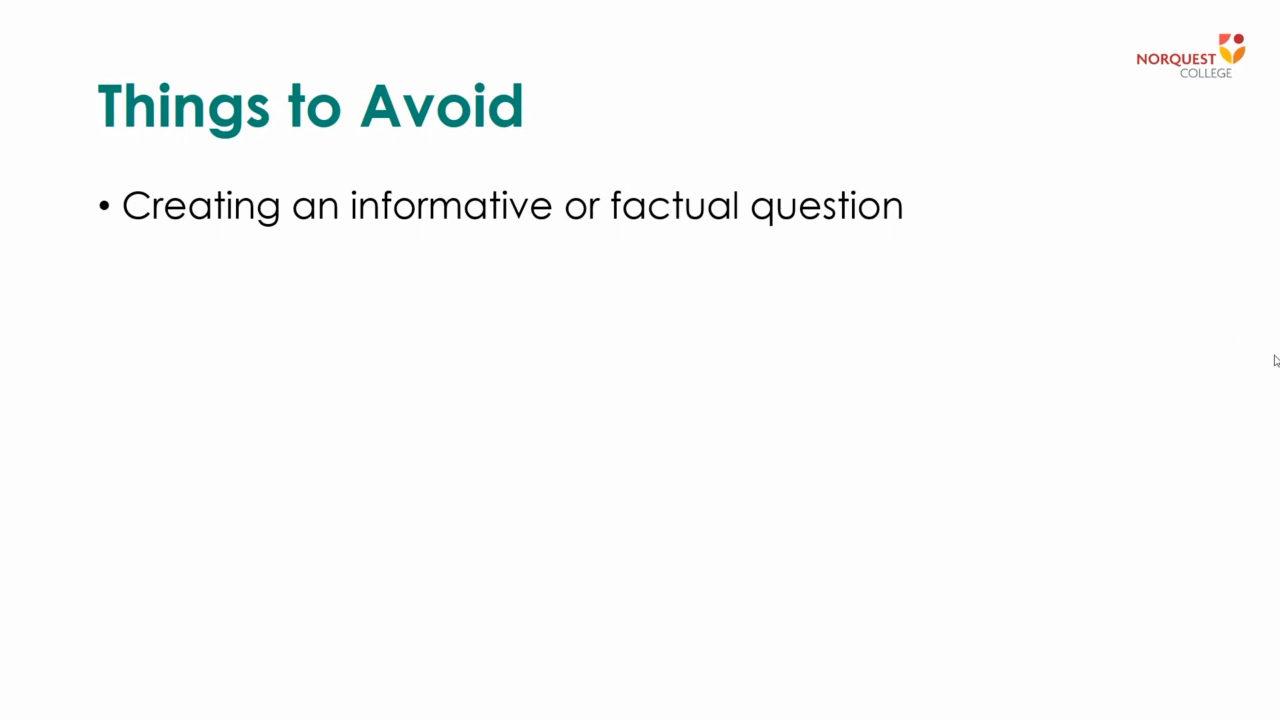 NORQUEST
COLLEGE
Things to Avoid
• Creating an informative or factual question